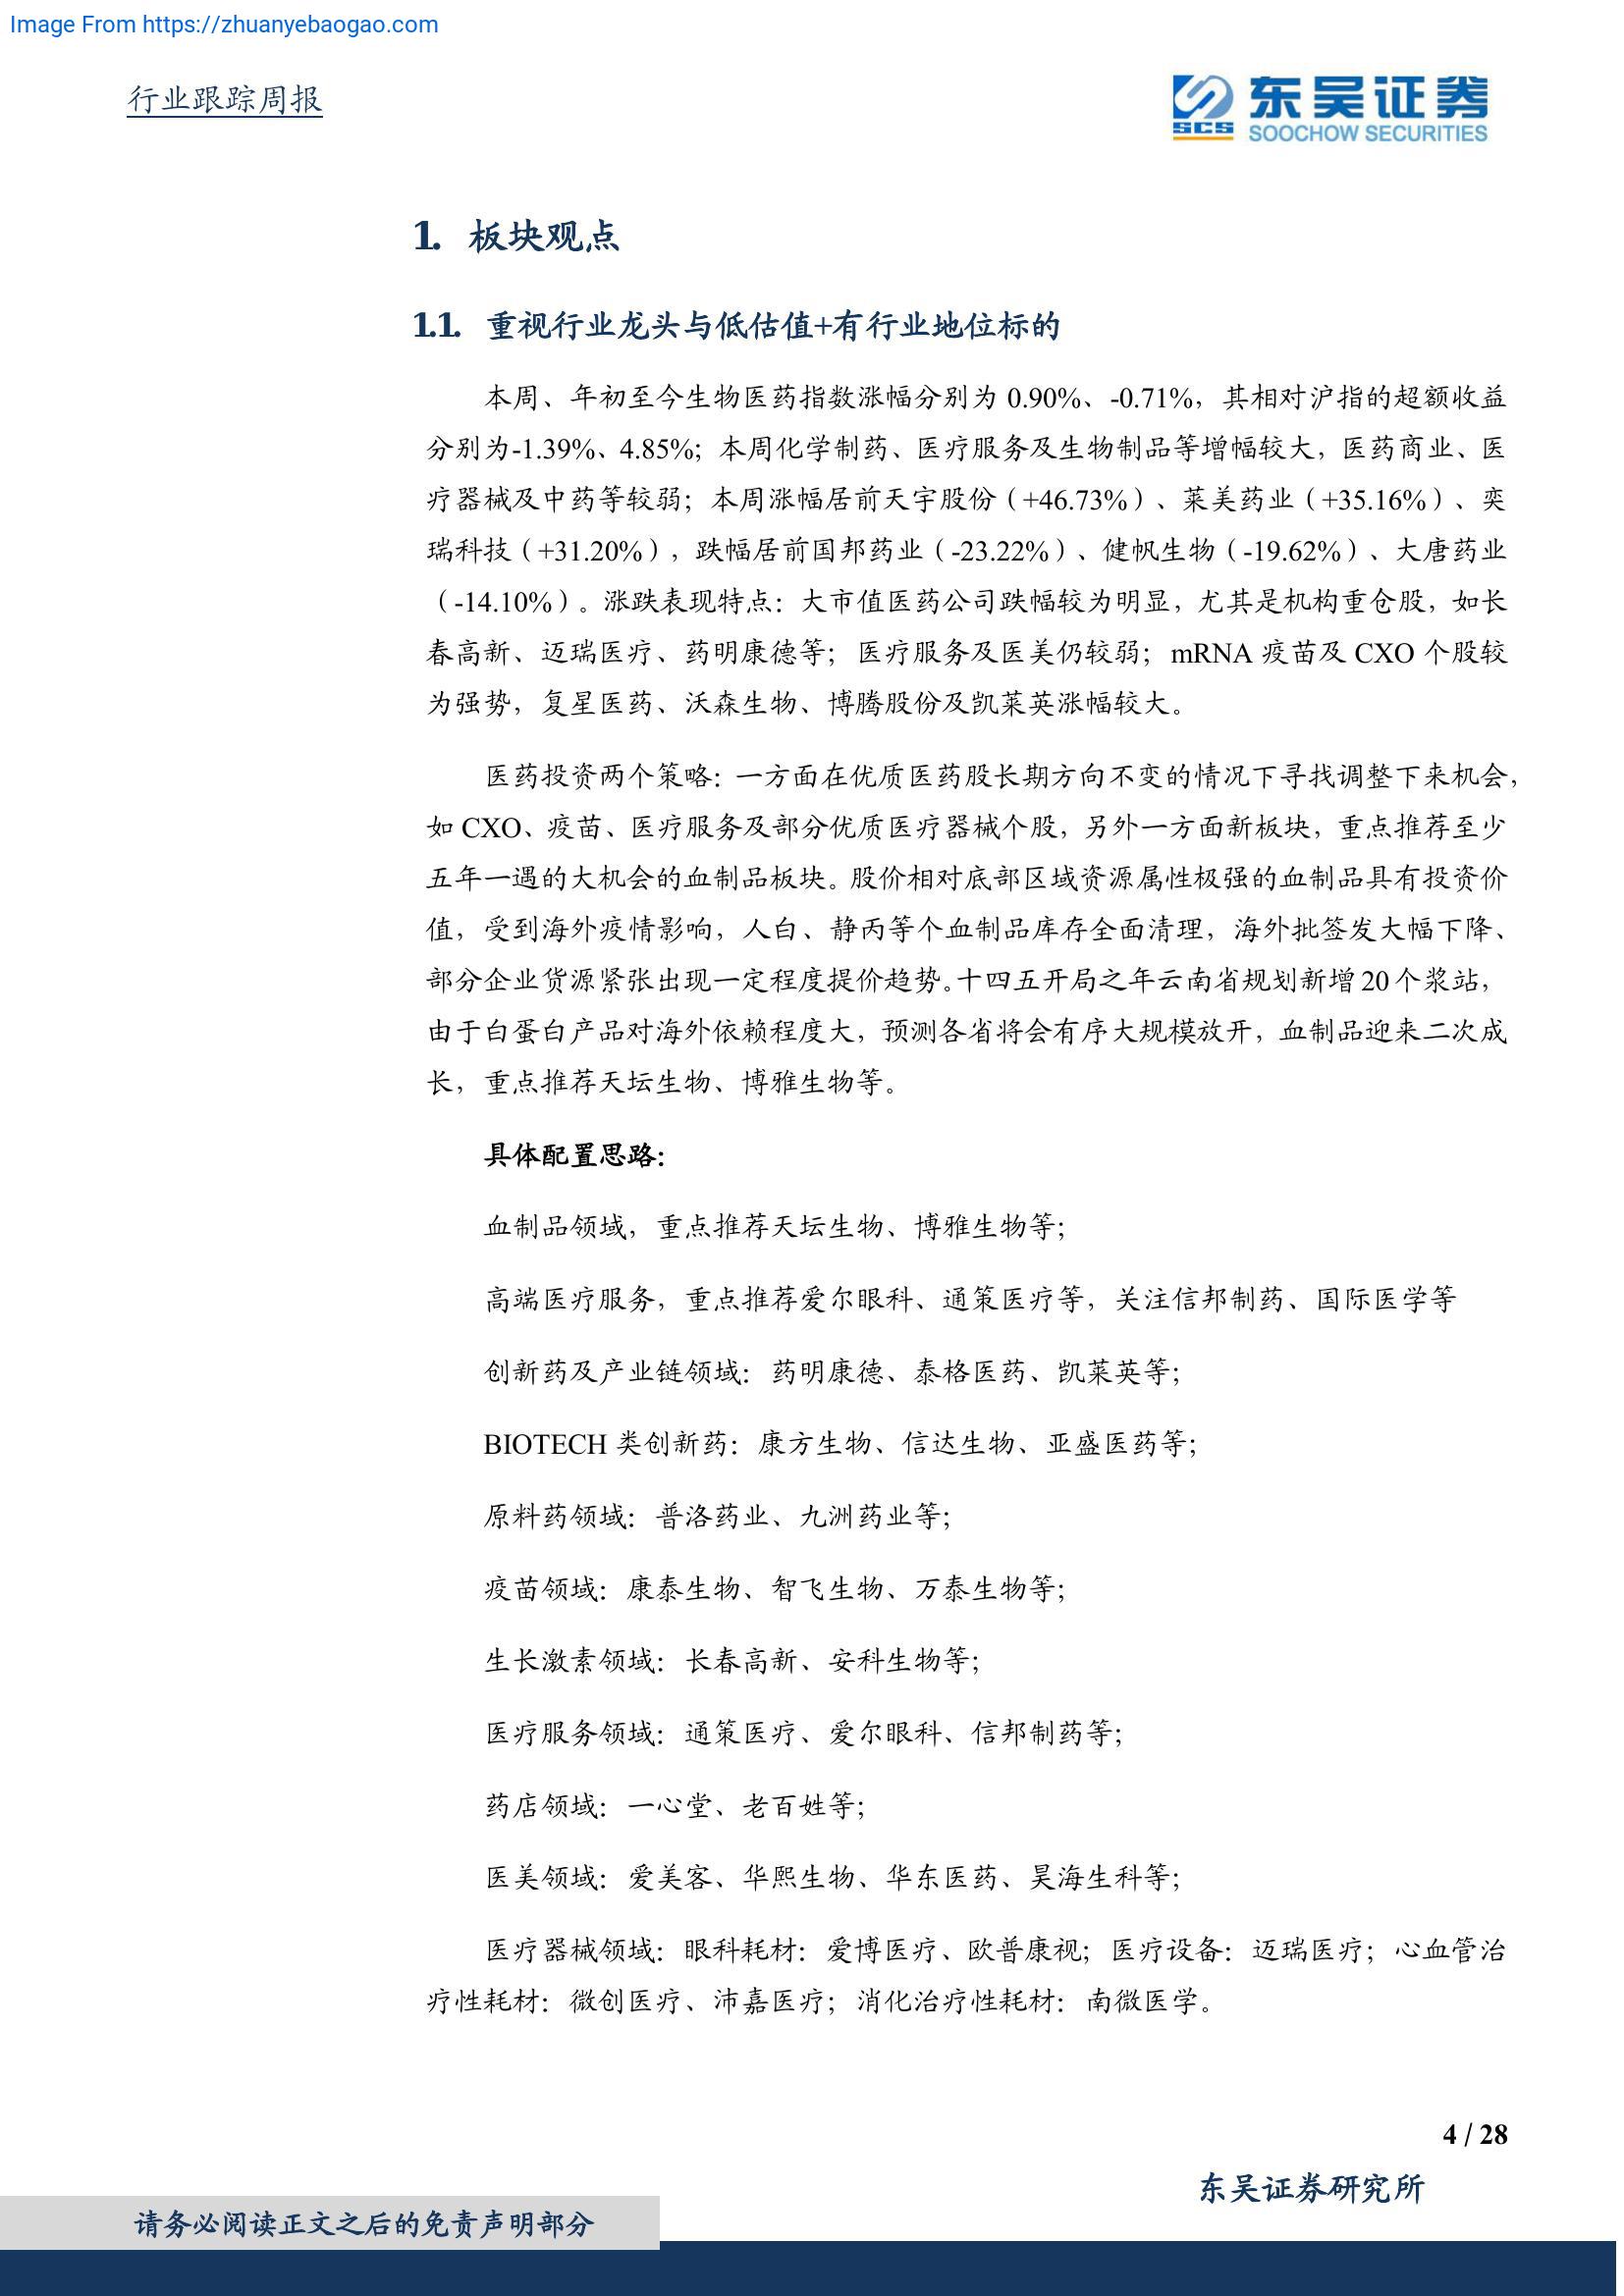 Image From https://zhuanyebaogao.com
行业跟踪周报
SCS 东吴证券
SOOCHOW SECURITIES
1. 板块观点
1.1. 重视行业龙头与低估值+有行业地位标的
本周、年初至今生物医药指数涨幅分别为 0.90%、-0.71%，其相对沪指的超额收益
分别为-1.39%、4.85%；本周化学制药、医疗服务及生物制品等增幅较大，医药商业、医
疗器械及中药等较弱；本周涨幅居前天宇股份（+46.73%）、莱美药业（+35.16%）、奕
瑞科技（+31.20%），跌幅居前国邦药业（-23.22%）、健帆生物（-19.62%）、大唐药业
（-14.10%）。涨跌表现特点：大市值医药公司跌幅较为明显，尤其是机构重仓股，如长
春高新、迈瑞医疗、药明康德等；医疗服务及医美仍较弱；mRNA 疫苗及 CXO 个股较
为强势，复星医药、沃森生物、博腾股份及凯莱英涨幅较大。
医药投资两个策略：一方面在优质医药股长期方向不变的情况下寻找调整下来机会，
如 CXO、疫苗、医疗服务及部分优质医疗器械个股，另外一方面新板块，重点推荐至少
五年一遇的大机会的血制品板块。股价相对底部区域资源属性极强的血制品具有投资价
值，受到海外疫情影响，人白、静丙等个血制品库存全面清理，海外批签发大幅下降、
部分企业货源紧张出现一定程度提价趋势。十四五开局之年云南省规划新增 20 个浆站，
由于白蛋白产品对海外依赖程度大，预测各省将会有序大规模放开，血制品迎来二次成
长，重点推荐天坛生物、博雅生物等。
具体配置思路：
血制品领域，重点推荐天坛生物、博雅生物等；
高端医疗服务，重点推荐爱尔眼科、通策医疗等，关注信邦制药、国际医学等
创新药及产业链领域：药明康德、泰格医药、凯莱英等；
BIOTECH 类创新药：康方生物、信达生物、亚盛医药等；
原料药领域：普洛药业、九洲药业等；
疫苗领域：康泰生物、智飞生物、万泰生物等；
生长激素领域：长春高新、安科生物等；
医疗服务领域：通策医疗、爱尔眼科、信邦制药等；
药店领域：一心堂、老百姓等；
医美领域：爱美客、华熙生物、华东医药、昊海生科等；
医疗器械领域：眼科耗材：爱博医疗、欧普康视；医疗设备：迈瑞医疗；心血管治
疗性耗材：微创医疗、沛嘉医疗；消化治疗性耗材：南微医学。
4 / 28
东吴证券研究所
请务必阅读正文之后的免责声明部分